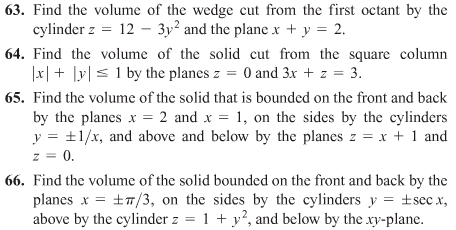 63. Find the volume of the wedge cut from the first octant by the
cylinder z = 12 − 3y² and the plane x + y = 2.
64. Find the volume of the solid cut from the square column
|x| + |y| ≤ 1 by the planes z = 0 and 3x + z = 3.
65. Find the volume of the solid that is bounded on the front and back
by the planes x = 2 and x = 1, on the sides by the cylinders
y = ±1/x, and above and below by the planes z = x + 1 and
z = 0.
66. Find the volume of the solid bounded on the front and back by the
planes x = ±π/3, on the sides by the cylinders y = ±sec x,
above by the cylinder z = 1 + y², and below by the xy-plane.